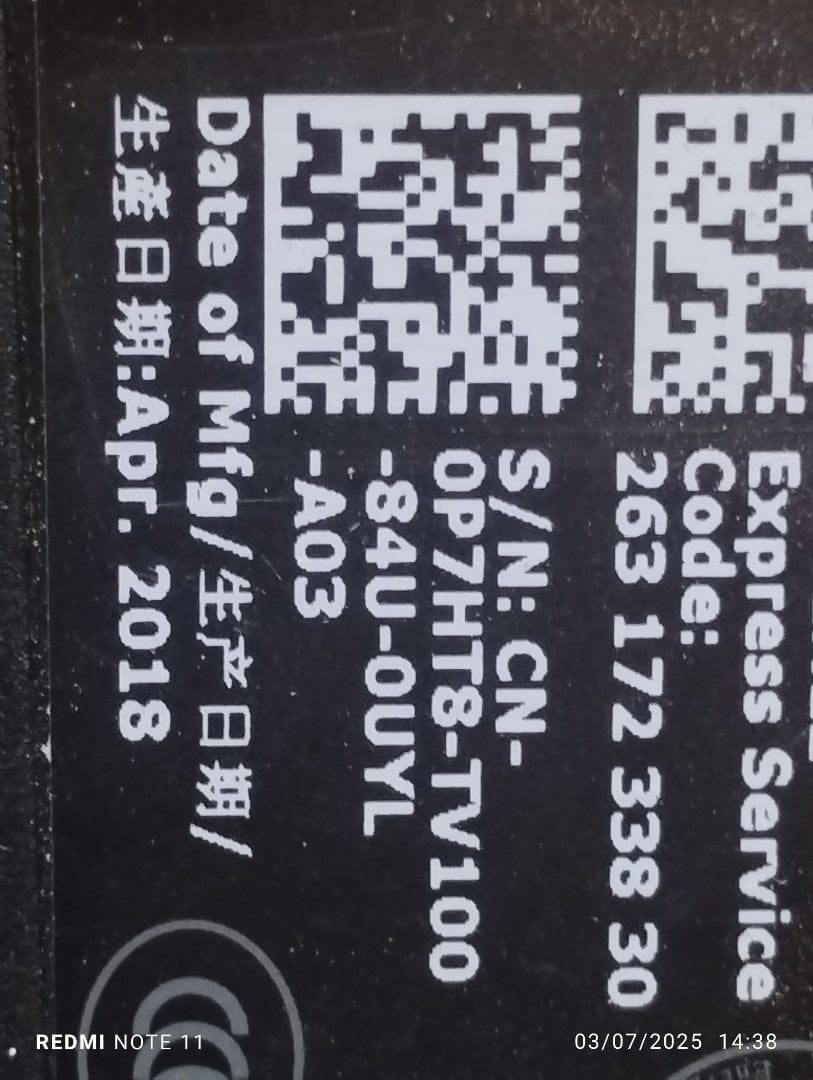 Express Service
Code:
263 172 338 30
S/N: CN-
0P7HT8-TV100
-84U-0UYL
-A03
Date of Mfg/生产日期/
生產日期:Apr. 2018
REDMI NOTE 11
03/07/2025 14:38